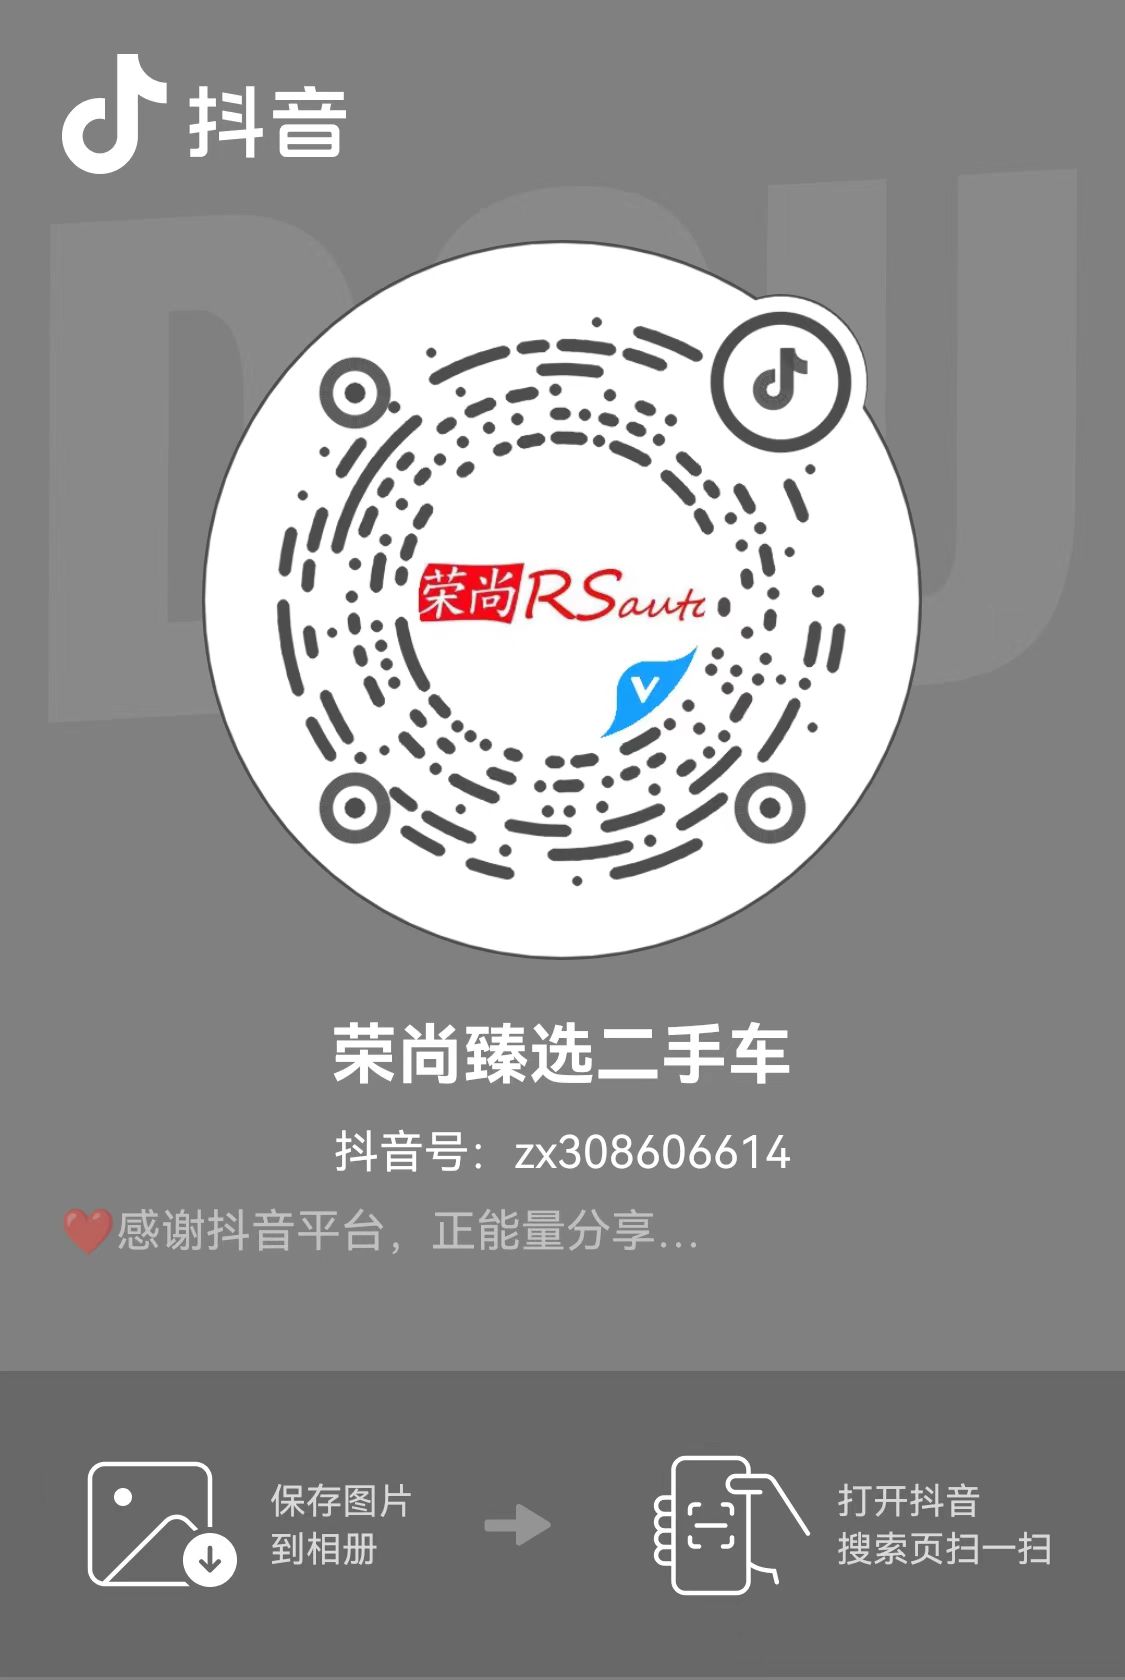 抖音
DOU
荣尚RSauto
荣尚臻选二手车
抖音号：zx308606614
❤️感谢抖音平台，正能量分享...
保存图片
到相册
打开抖音
搜索页扫一扫